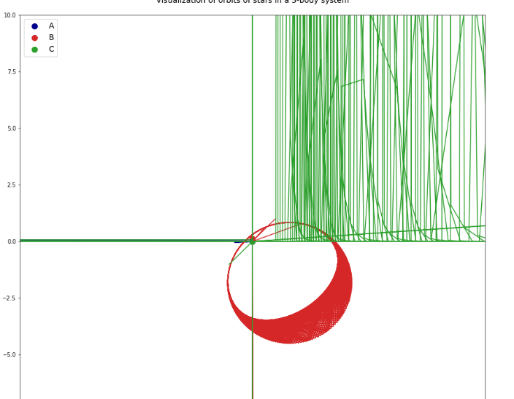 Visualization of orbits of stars in a 3-body system
10.0
A
B
C
7.5
5.0
2.5
0.0
−2.5
−5.0